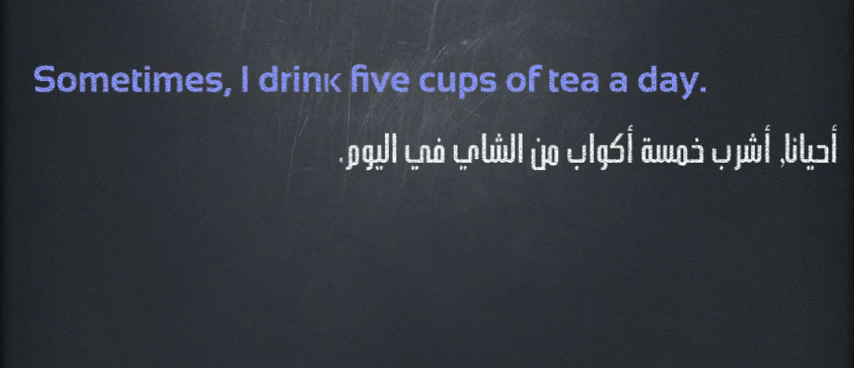 Sometimes, I drink five cups of tea a day.
أحيانا, أشرب خمسة أكواب من الشاي في اليوم.